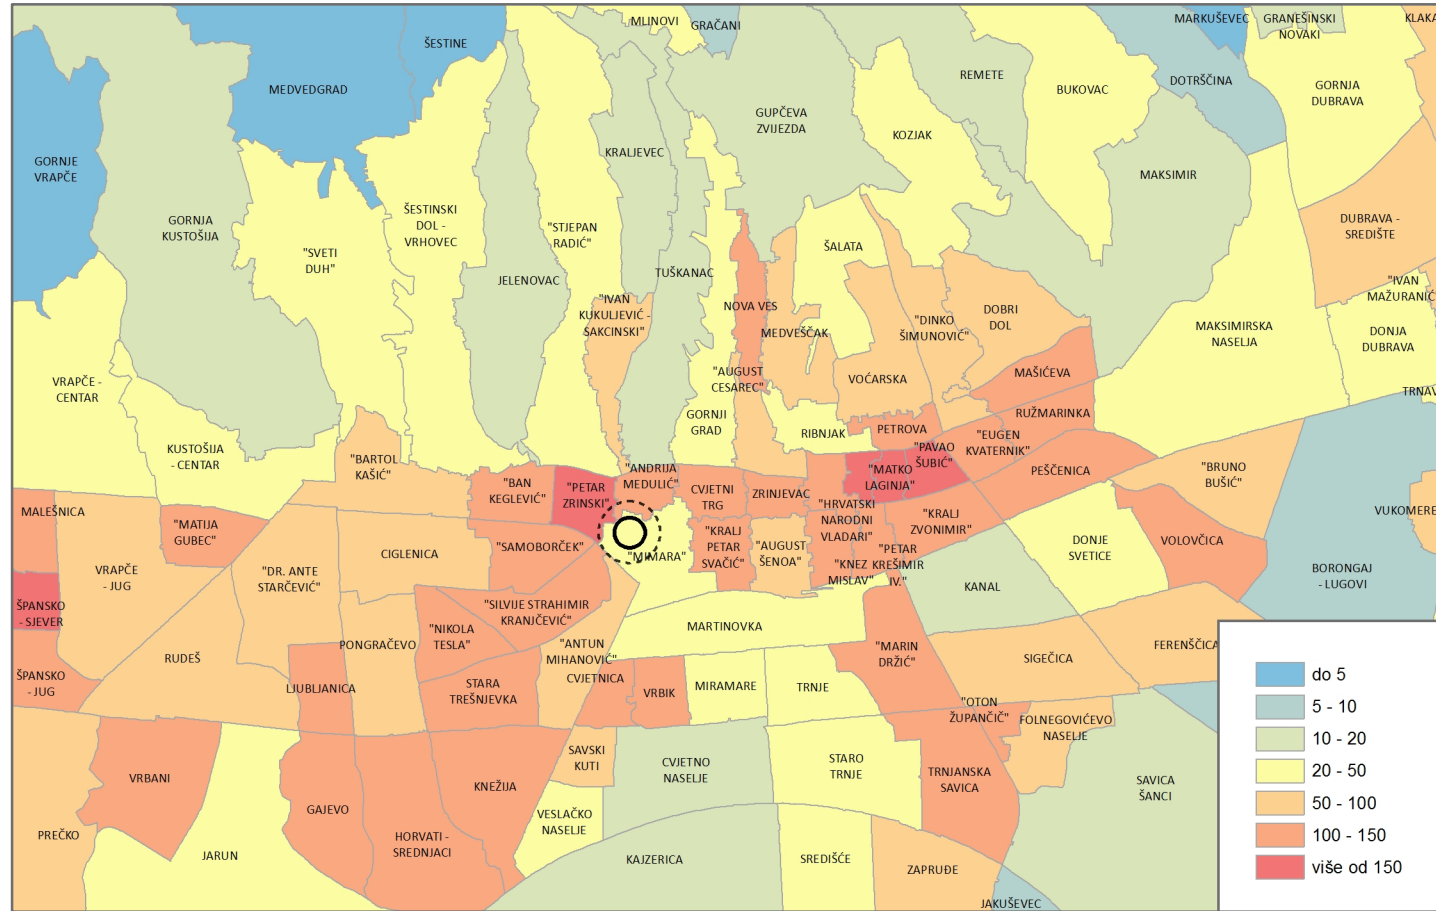 MLINOVI
GRAČANI
MARKUŠEVEC
GRANEŠINSKI
NOVAKI
KLAKA
ŠESTINE
MEDVEDGRAD
REMETE
BUKOVAC
DOTRŠČINA
GORNJA
DUBRAVA
GUPČEVA
ZVIJEZDA
KOZJAK
GORNJE
VRAPČE
KRALJEVEC
MAKSIMIR
GORNJA
KUSTOŠIJA
ŠESTINSKI
DOL -
VRHOVEC
"STJEPAN
RADIĆ"
DUBRAVA -
SREDIŠTE
"SVETI
DUH"
ŠALATA
JELENOVAC
TUŠKANAC
"IVAN
MAŽURANIĆ"
"IVAN
KUKULJEVIĆ -
SAKCINSKI"
NOVA VES
MEDVEŠČAK
"DINKO
ŠIMUNOVIĆ"
DOBRI
DOL
MAKSIMIRSKA
NASELJA
DONJA
DUBRAVA
VRAPČE -
CENTAR
"AUGUST
CESAREC"
VOĆARSKA
MAŠIĆEVA
TRNAV
GORNJI
GRAD
RIBNJAK
PETROVA
RUŽMARINKA
KUSTOŠIJA
- CENTAR
"BARTOL
KAŠIĆ"
"EUGEN
KVATERNIK"
"PAVAO
ŠUBIĆ"
"BAN
KEGLEVIĆ"
"PETAR
ZRINSKI"
"ANDRIJA
MEDULIĆ"
CVJETNI
TRG
ZRINJEVAC
"MATKO
LAGINJA"
PEŠČENICA
"BRUNO
BUŠIĆ"
MALEŠNICA
"MATIJA
GUBEC"
"HRVATSKI
NARODNI
VLADARI"
"KRALJ
ZVONIMIR"
VUKOMERE
CIGLENICA
"SAMOBORČEK"
"MIMARA"
"KRALJ
PETAR
SVAČIĆ"
"AUGUST
ŠENOA"
"KNEZ
MISLAV"
"PETAR
KREŠIMIR
IV."
DONJE
SVETICE
VOLOVČICA
VRAPČE
- JUG
"DR. ANTE
STARČEVIĆ"
KANAL
BORONGAJ
- LUGOVI
ŠPANSKO
- SJEVER
"SILVIJE STRAHIMIR
KRANJČEVIĆ"
"NIKOLA
TESLA"
PONGRAČEVO
MARTINOVKA
"ANTUN
MIHANOVIĆ"
"MARIN
DRŽIĆ"
SIGEČICA
FERENŠČICA
RUDEŠ
ŠPANSKO
- JUG
LJUBLJANICA
STARA
TREŠNJEVKA
CVJETNICA
VRBIK
MIRAMARE
TRNJE
"OTON
ŽUPANČIČ"
FOLNEGOVIĆEVO
NASELJE
VRBANI
SAVSKI
KUTI
CVJETNO
NASELJE
STARO
TRNJE
TRNJANSKA
SAVICA
SAVICA
ŠANCI
KNEŽIJA
GAJEVO
VESLAČKO
NASELJE
PREČKO
JARUN
HORVATI -
SREDNJACI
KAJZERICA
SREDIŠĆE
ZAPRUĐE
JAKUŠEVEC
do 5
5 - 10
10 - 20
20 - 50
50 - 100
100 - 150
više od 150